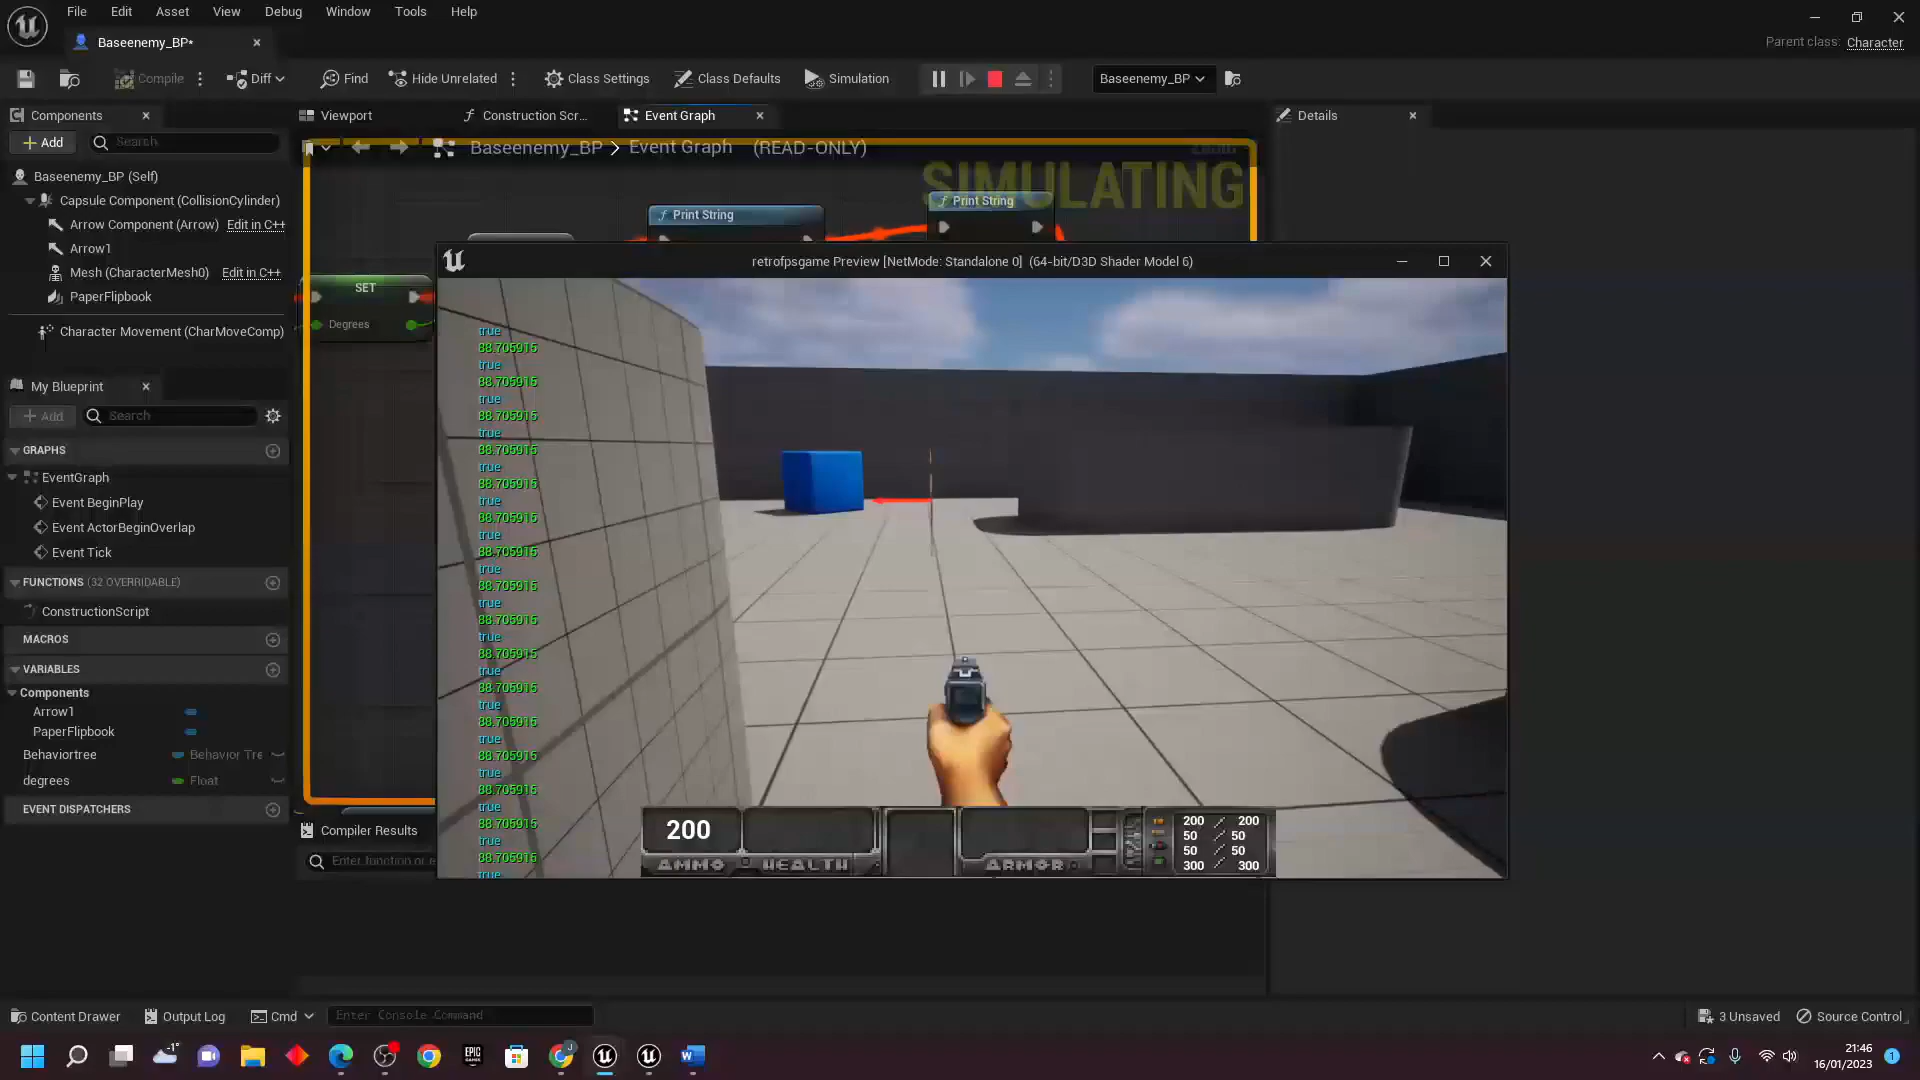 File Edit Asset View Debug Window Tools Help
Baseenemy_BP*
Parent class: Character
Compile Diff Find Hide Unrelated Class Settings Class Defaults Simulation Baseenemy_BP
Components Viewport Construction Scr... Event Graph Details
Add Search
Baseenemy_BP > Event Graph (READ-ONLY)
SIMULATING
Baseenemy_BP (Self)
Capsule Component (CollisionCylinder)
Arrow Component (Arrow) Edit in C++
Arrow1
Mesh (CharacterMesh0) Edit in C++
PaperFlipbook
Character Movement (CharMoveComp)
Print String
Print String
SET
Degrees
My Blueprint
Add Search
GRAPHS
EventGraph
Event BeginPlay
Event ActorBeginOverlap
Event Tick
FUNCTIONS (32 OVERRIDABLE)
ConstructionScript
MACROS
VARIABLES
Components
Arrow1
PaperFlipbook
Behaviortree Behavior Tre
degrees Float
EVENT DISPATCHERS
retrofpsgame Preview [NetMode: Standalone 0] (64-bit/D3D Shader Model 6)
true
88.705915
true
88.705915
true
88.705915
true
88.705915
true
88.705915
true
88.705915
true
88.705915
true
88.705915
true
88.705915
true
88.705915
true
88.705915
true
88.705915
true
88.705915
true
88.705915
true
88.705915
true
88.705915
true
200
AMMO HEALTH ARMOR
200 / 200
50 / 50
50 / 50
300 / 300
Compiler Results
Enter function or e
Content Drawer Output Log Cmd Enter Console Command 3 Unsaved Source Control
-1°
EPIC GAMES
21:46
16/01/2023
1